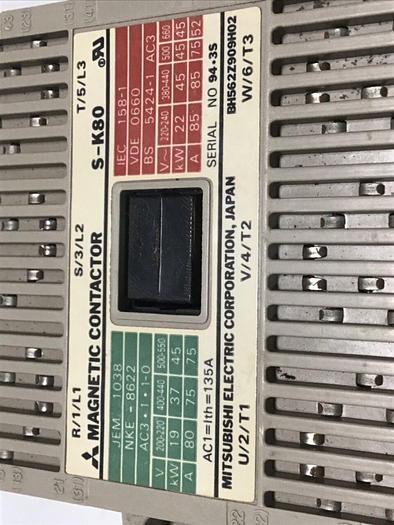 R/1/L1 S/3/L2 T/5/L3
MAGNETIC CONTACTOR S-K80
JEM 1038
NKE-8622
AC3·1·1-0
V 200-220 400-440 500-550
kW 19 37 45
A 80 75 75
AC1=Ith=135A
IEC 158-1
VDE 0660
BS 5424-1 AC3
V~ 220-240 380-440 500 660
kW 22 45 45 45
A 85 85 75 52
SERIAL NO 94-3S
MITSUBISHI ELECTRIC CORPORATION, JAPAN BH562Z909H02
U/2/T1 V/4/T2 W/6/T3